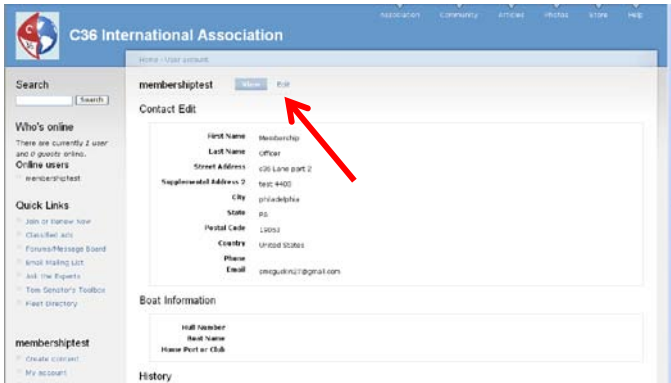 Association Community Articles Photos Store Help
C36 International Association
Home › User account
Search
Search
Who's online
There are currently 1 user
and 0 guests online.
Online users
membershiptest
Quick Links
Join or Renew Now
Classified ads
Forums/Message Board
Email Mailing List
Ask the Experts
Tom Senator's Toolbox
Fleet Directory
membershiptest
Create content
My account
membershiptest View Edit
Contact Edit
First Name Membership
Last Name Officer
Street Address c36 Lane part 2
Supplemental Address 2 test 4400
City philadelphia
State PA
Postal Code 19053
Country United States
Phone
Email
Boat Information
Hull Number
Boat Name
Home Port or Club
History